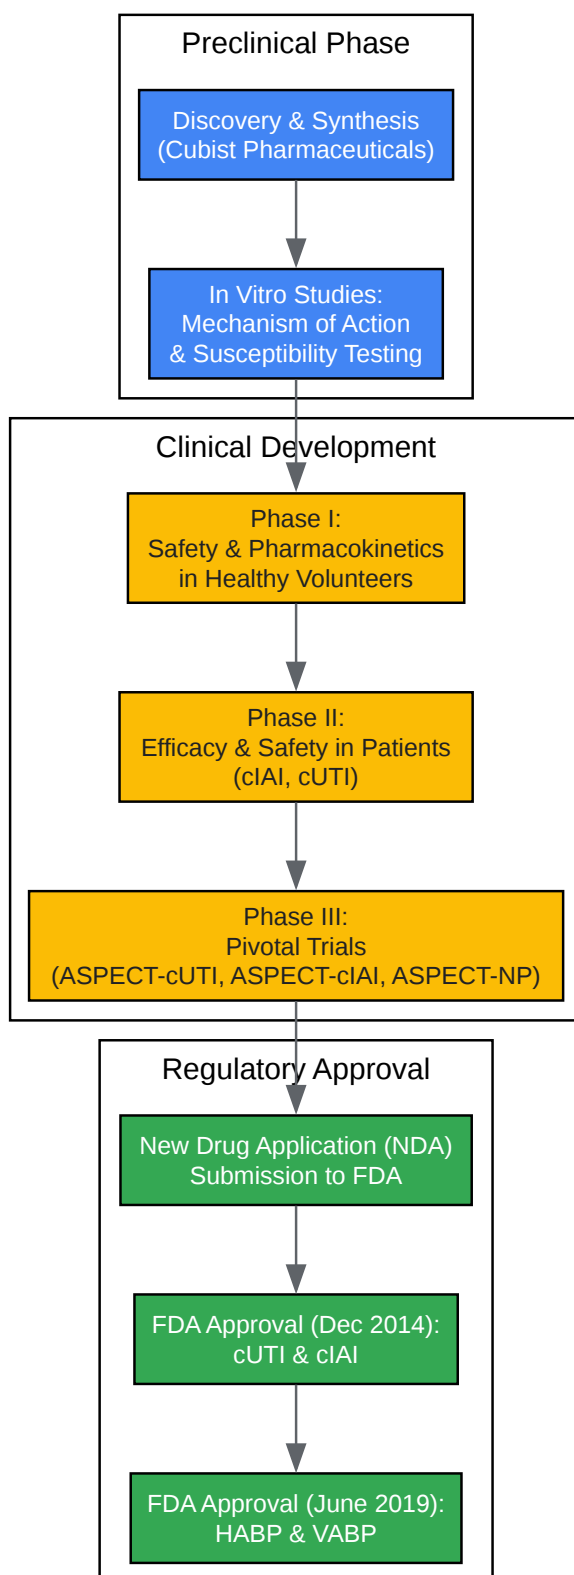 Preclinical Phase
Discovery & Synthesis
(Cubist Pharmaceuticals)
In Vitro Studies:
Mechanism of Action
& Susceptibility Testing
Clinical Development
Phase I:
Safety & Pharmacokinetics
in Healthy Volunteers
Phase II:
Efficacy & Safety in Patients
(cIAI, cUTI)
Phase III:
Pivotal Trials
(ASPECT-cUTI, ASPECT-cIAI, ASPECT-NP)
Regulatory Approval
New Drug Application (NDA)
Submission to FDA
FDA Approval (Dec 2014):
cUTI & cIAI
FDA Approval (June 2019):
HABP & VABP